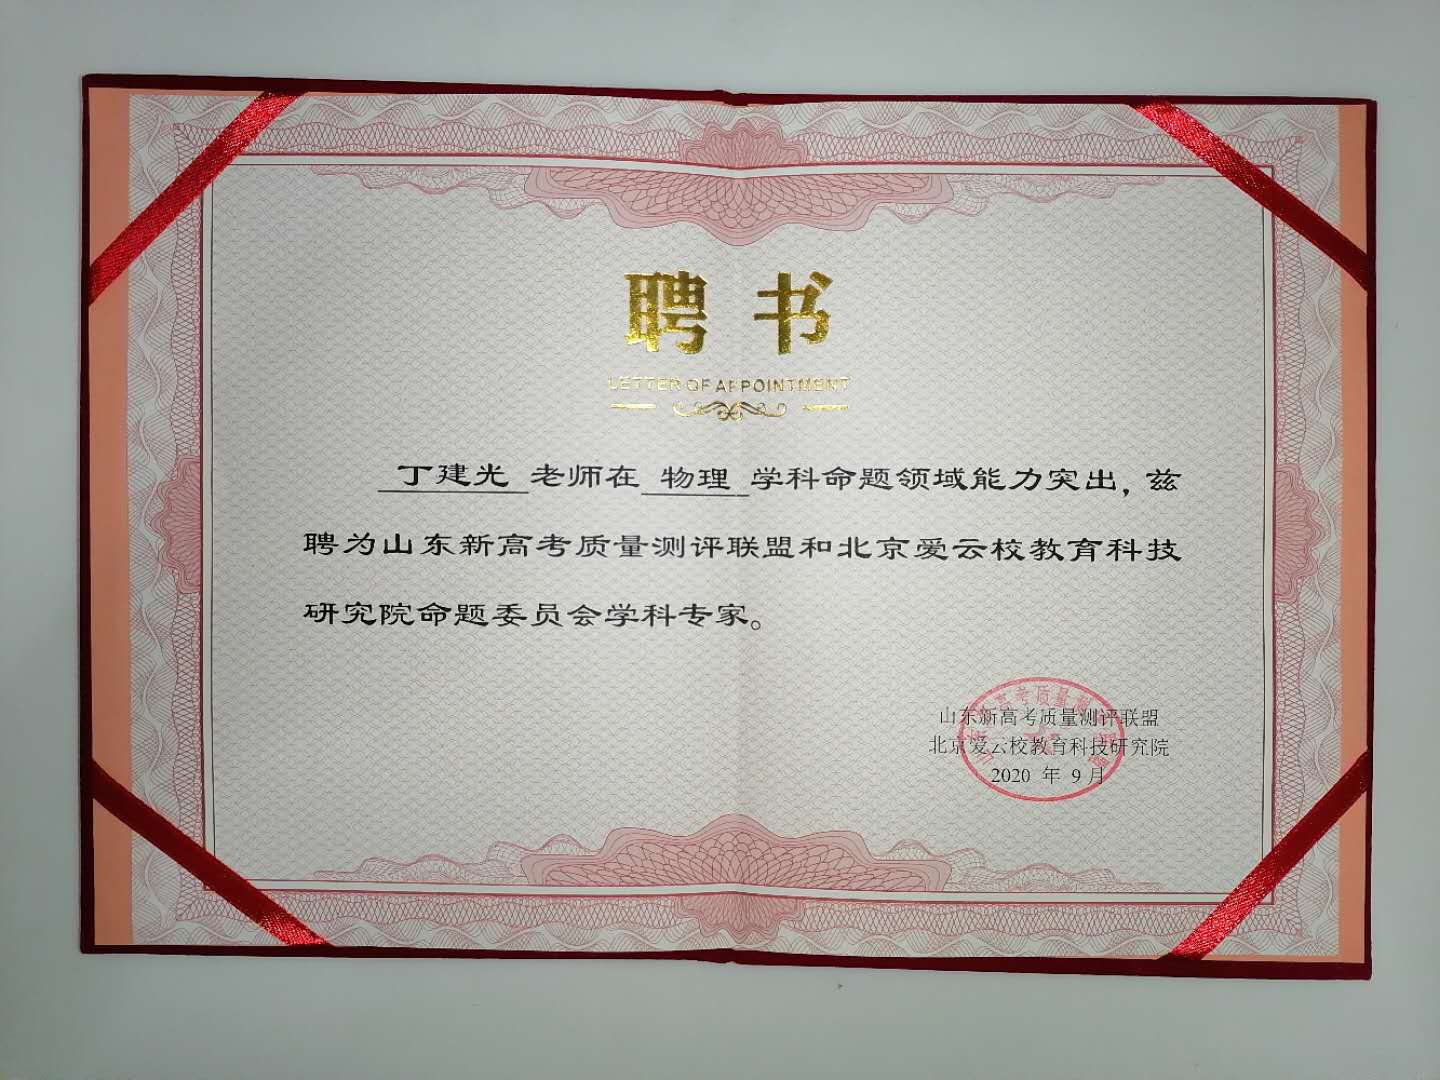 聘书
LETTER OF APPOINTMENT
丁建光 老师在 物理 学科命题领域能力突出，兹
聘为山东新高考质量测评联盟和北京爱云校教育科技
研究院命题委员会学科专家。
山东新高考质量测评联盟
北京爱云校教育科技研究院
2020 年 9 月